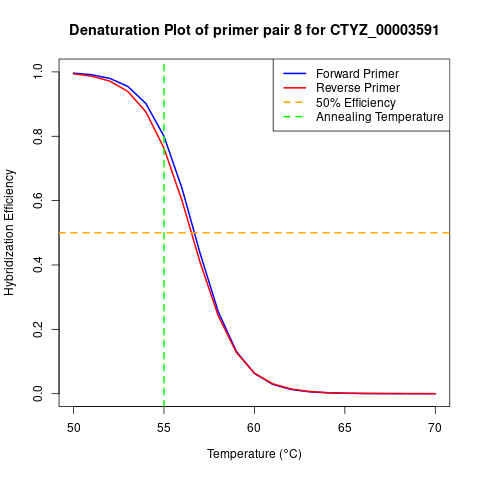 Denaturation Plot of primer pair 8 for CTYZ_00003591
Forward Primer
Reverse Primer
50% Efficiency
Annealing Temperature
Hybridization Efficiency
1.0
0.8
0.6
0.4
0.2
0.0
50 55 60 65 70
Temperature (°C)